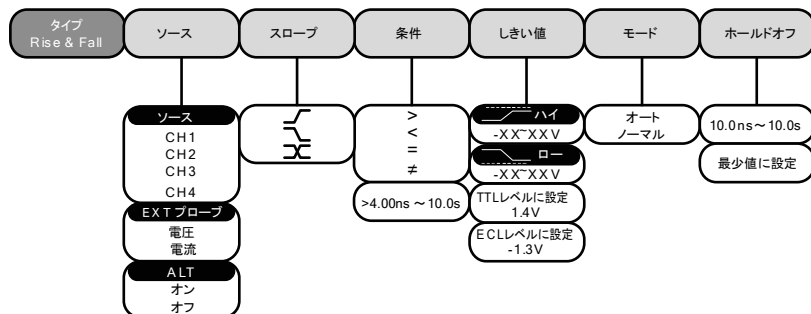 タイプ
Rise & Fall
ソース
スロープ
条件
しきい値
モード
ホールドオフ
ソース
CH1
CH2
CH3
CH4
EXTプローブ
電圧
電流
ALT
オン
オフ
>
<
=
≠
>4.00ns ~ 10.0s
ハイ
-XX~XXV
ロー
-XX~XXV
TTLレベルに設定
1.4V
ECLレベルに設定
-1.3V
オート
ノーマル
10.0ns~10.0s
最少値に設定